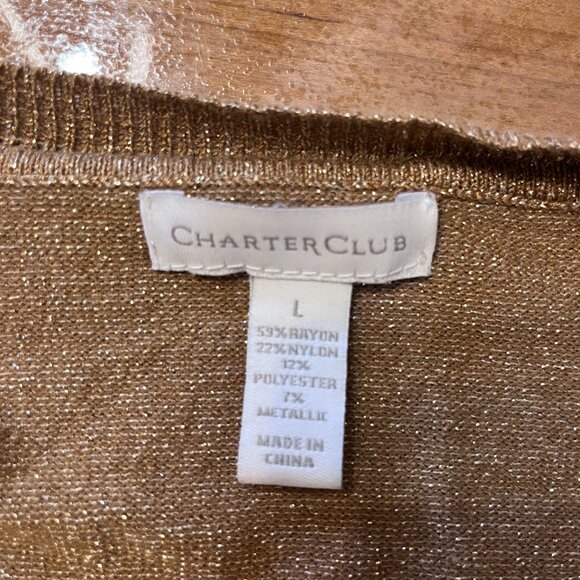 CHARTERCLUB
L
59% RAYON
22% NYLON
12%
POLYESTER
7%
METALLIC
MADE IN
CHINA